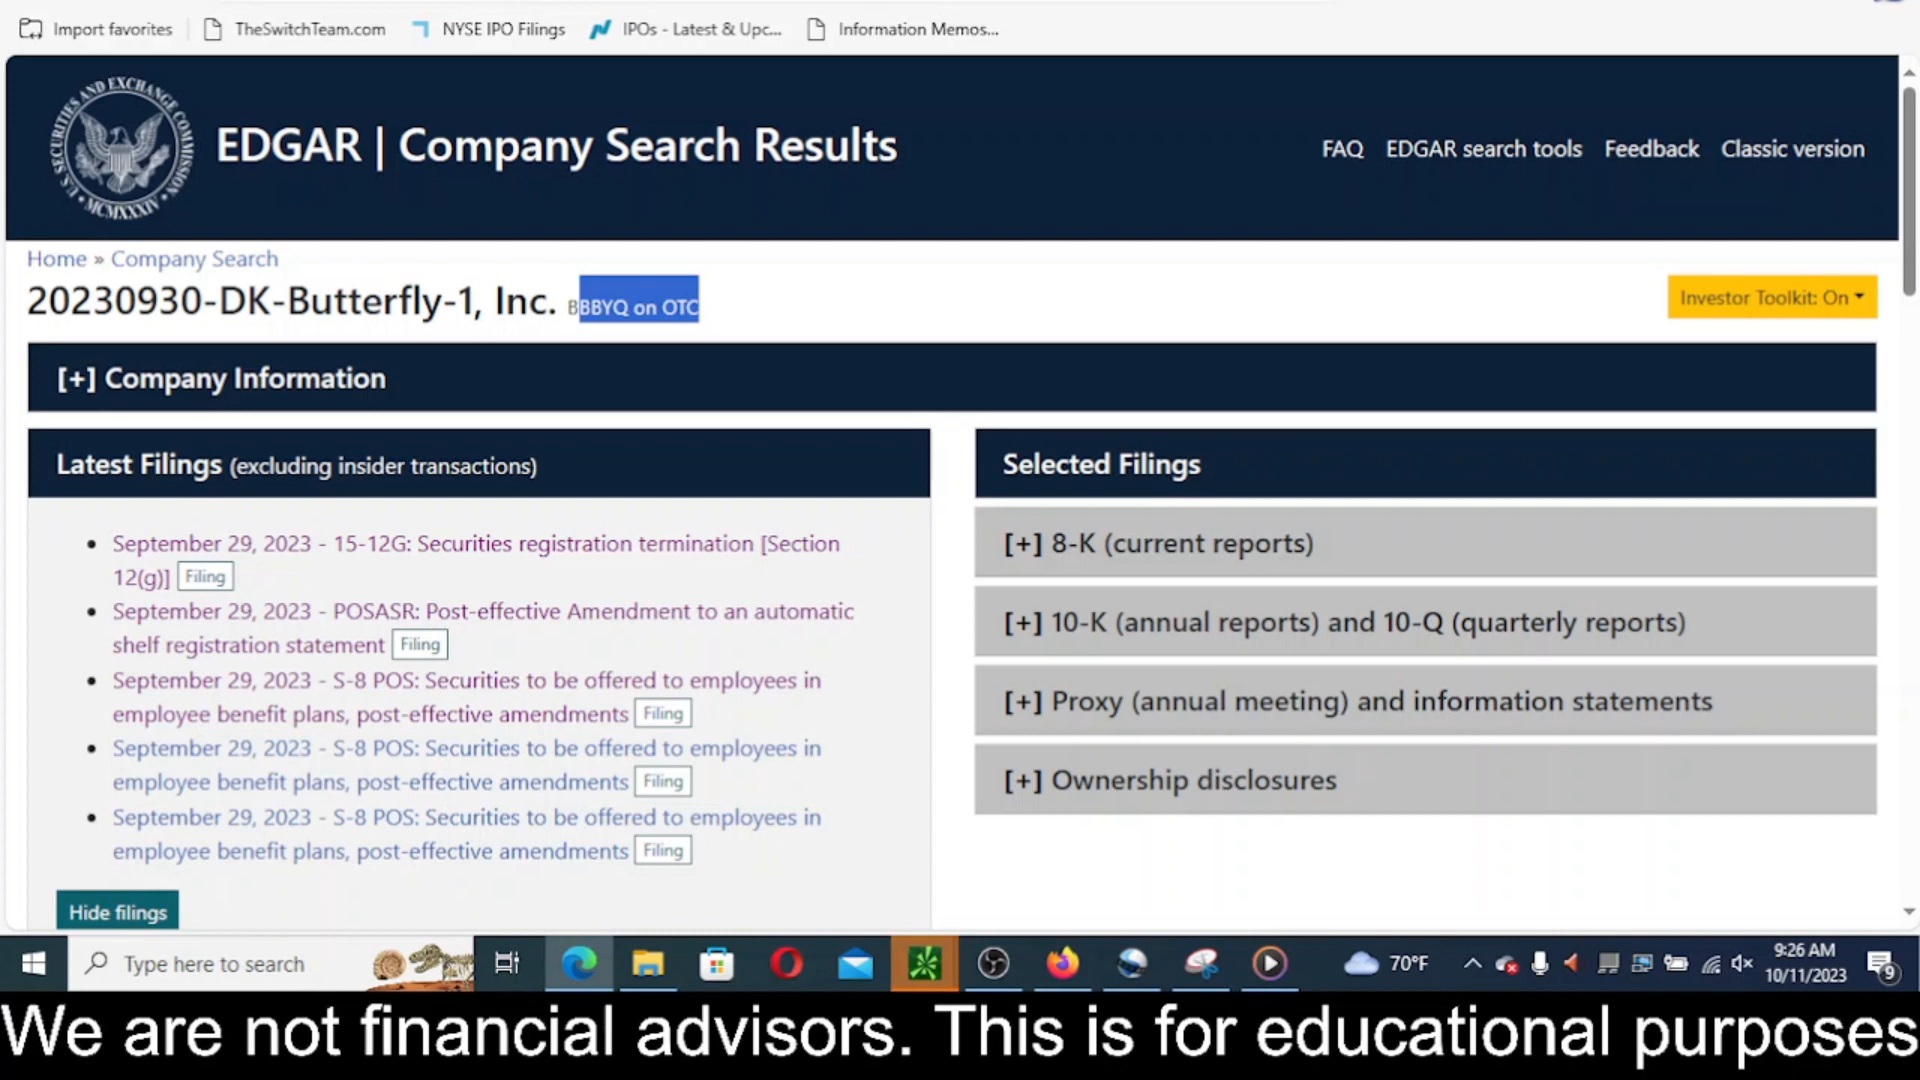 Import favorites
TheSwitchTeam.com
NYSE IPO Filings
IPOs - Latest & Upc...
Information Memos...
U.S. SECURITIES AND EXCHANGE COMMISSION
MCMXXXIV
EDGAR | Company Search Results
FAQ
EDGAR search tools
Feedback
Classic version
Home » Company Search
20230930-DK-Butterfly-1, Inc. BBBYQ on OTC
Investor Toolkit: On
[+] Company Information
Latest Filings (excluding insider transactions)
September 29, 2023 - 15-12G: Securities registration termination [Section
12(g)] Filing
September 29, 2023 - POSASR: Post-effective Amendment to an automatic
shelf registration statement Filing
September 29, 2023 - S-8 POS: Securities to be offered to employees in
employee benefit plans, post-effective amendments Filing
September 29, 2023 - S-8 POS: Securities to be offered to employees in
employee benefit plans, post-effective amendments Filing
September 29, 2023 - S-8 POS: Securities to be offered to employees in
employee benefit plans, post-effective amendments Filing
Hide filings
Selected Filings
[+] 8-K (current reports)
[+] 10-K (annual reports) and 10-Q (quarterly reports)
[+] Proxy (annual meeting) and information statements
[+] Ownership disclosures
Type here to search
70°F
9:26 AM
10/11/2023
9
We are not financial advisors. This is for educational purposes